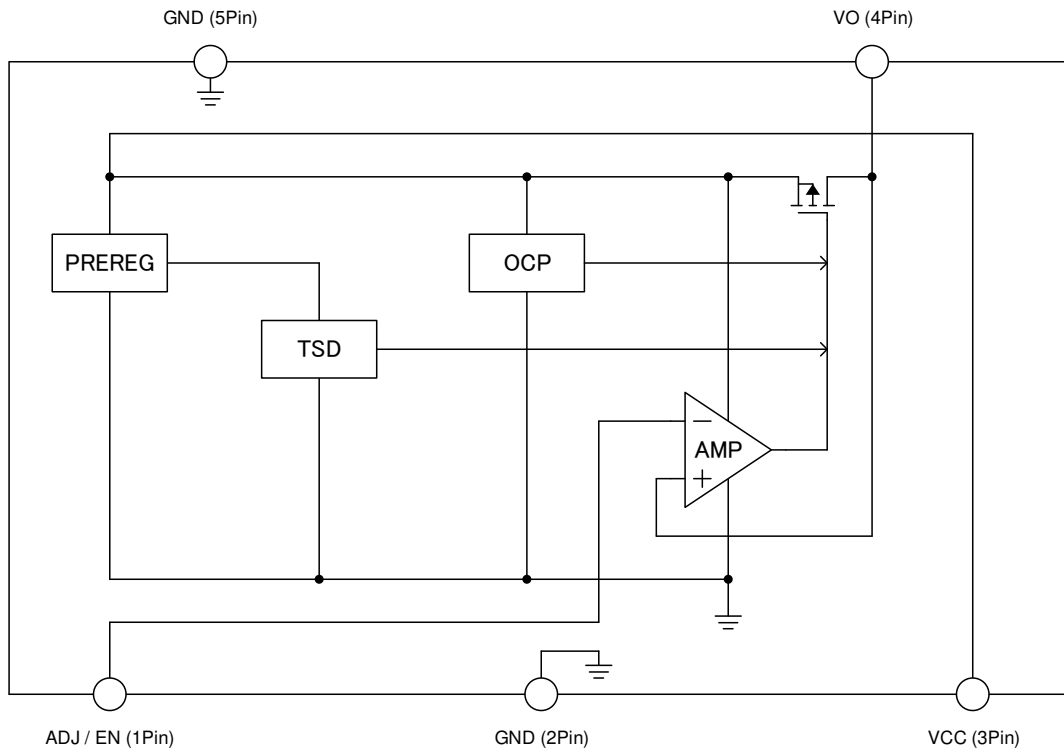 GND (5Pin)
VO (4Pin)
PREREG
OCP
TSD
AMP
ADJ / EN (1Pin)
GND (2Pin)
VCC (3Pin)